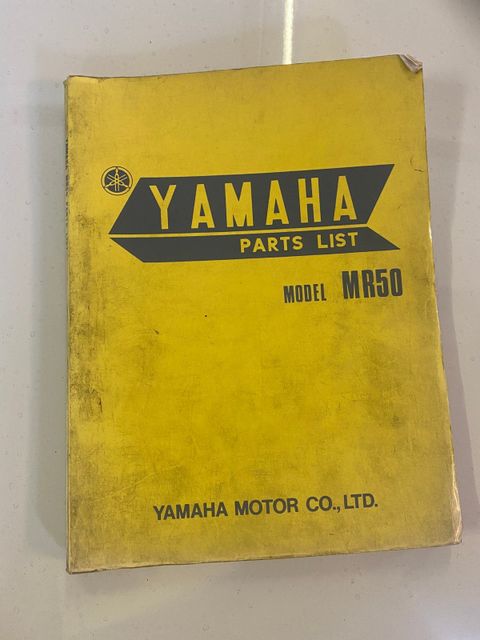 YAMAHA
PARTS LIST
MODEL MR50
YAMAHA MOTOR CO., LTD.